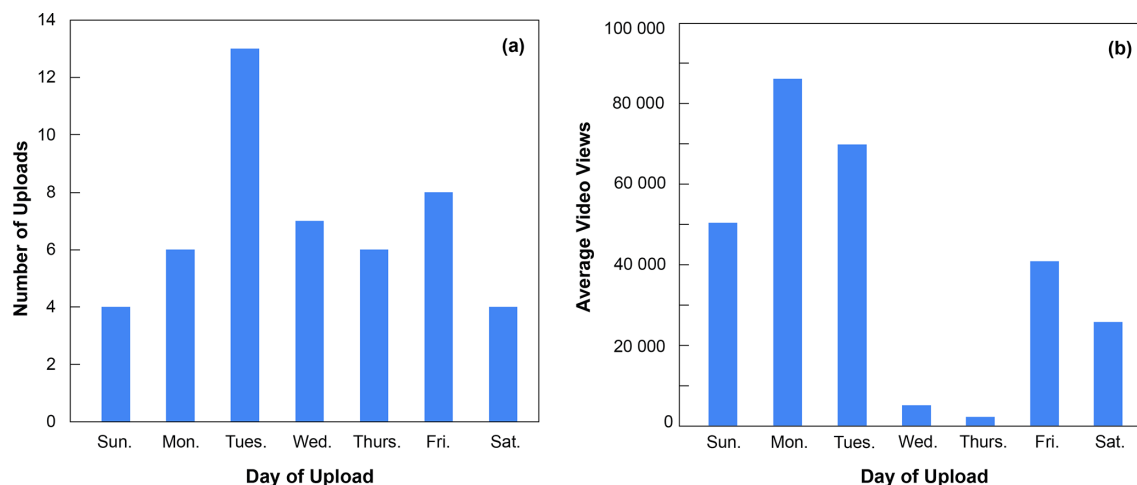 (a)
Number of Uploads
14
12
10
8
6
4
2
0
Sun. Mon. Tues. Wed. Thurs. Fri. Sat.
Day of Upload
(b)
Average Video Views
100 000
80 000
60 000
40 000
20 000
0
Sun. Mon. Tues. Wed. Thurs. Fri. Sat.
Day of Upload